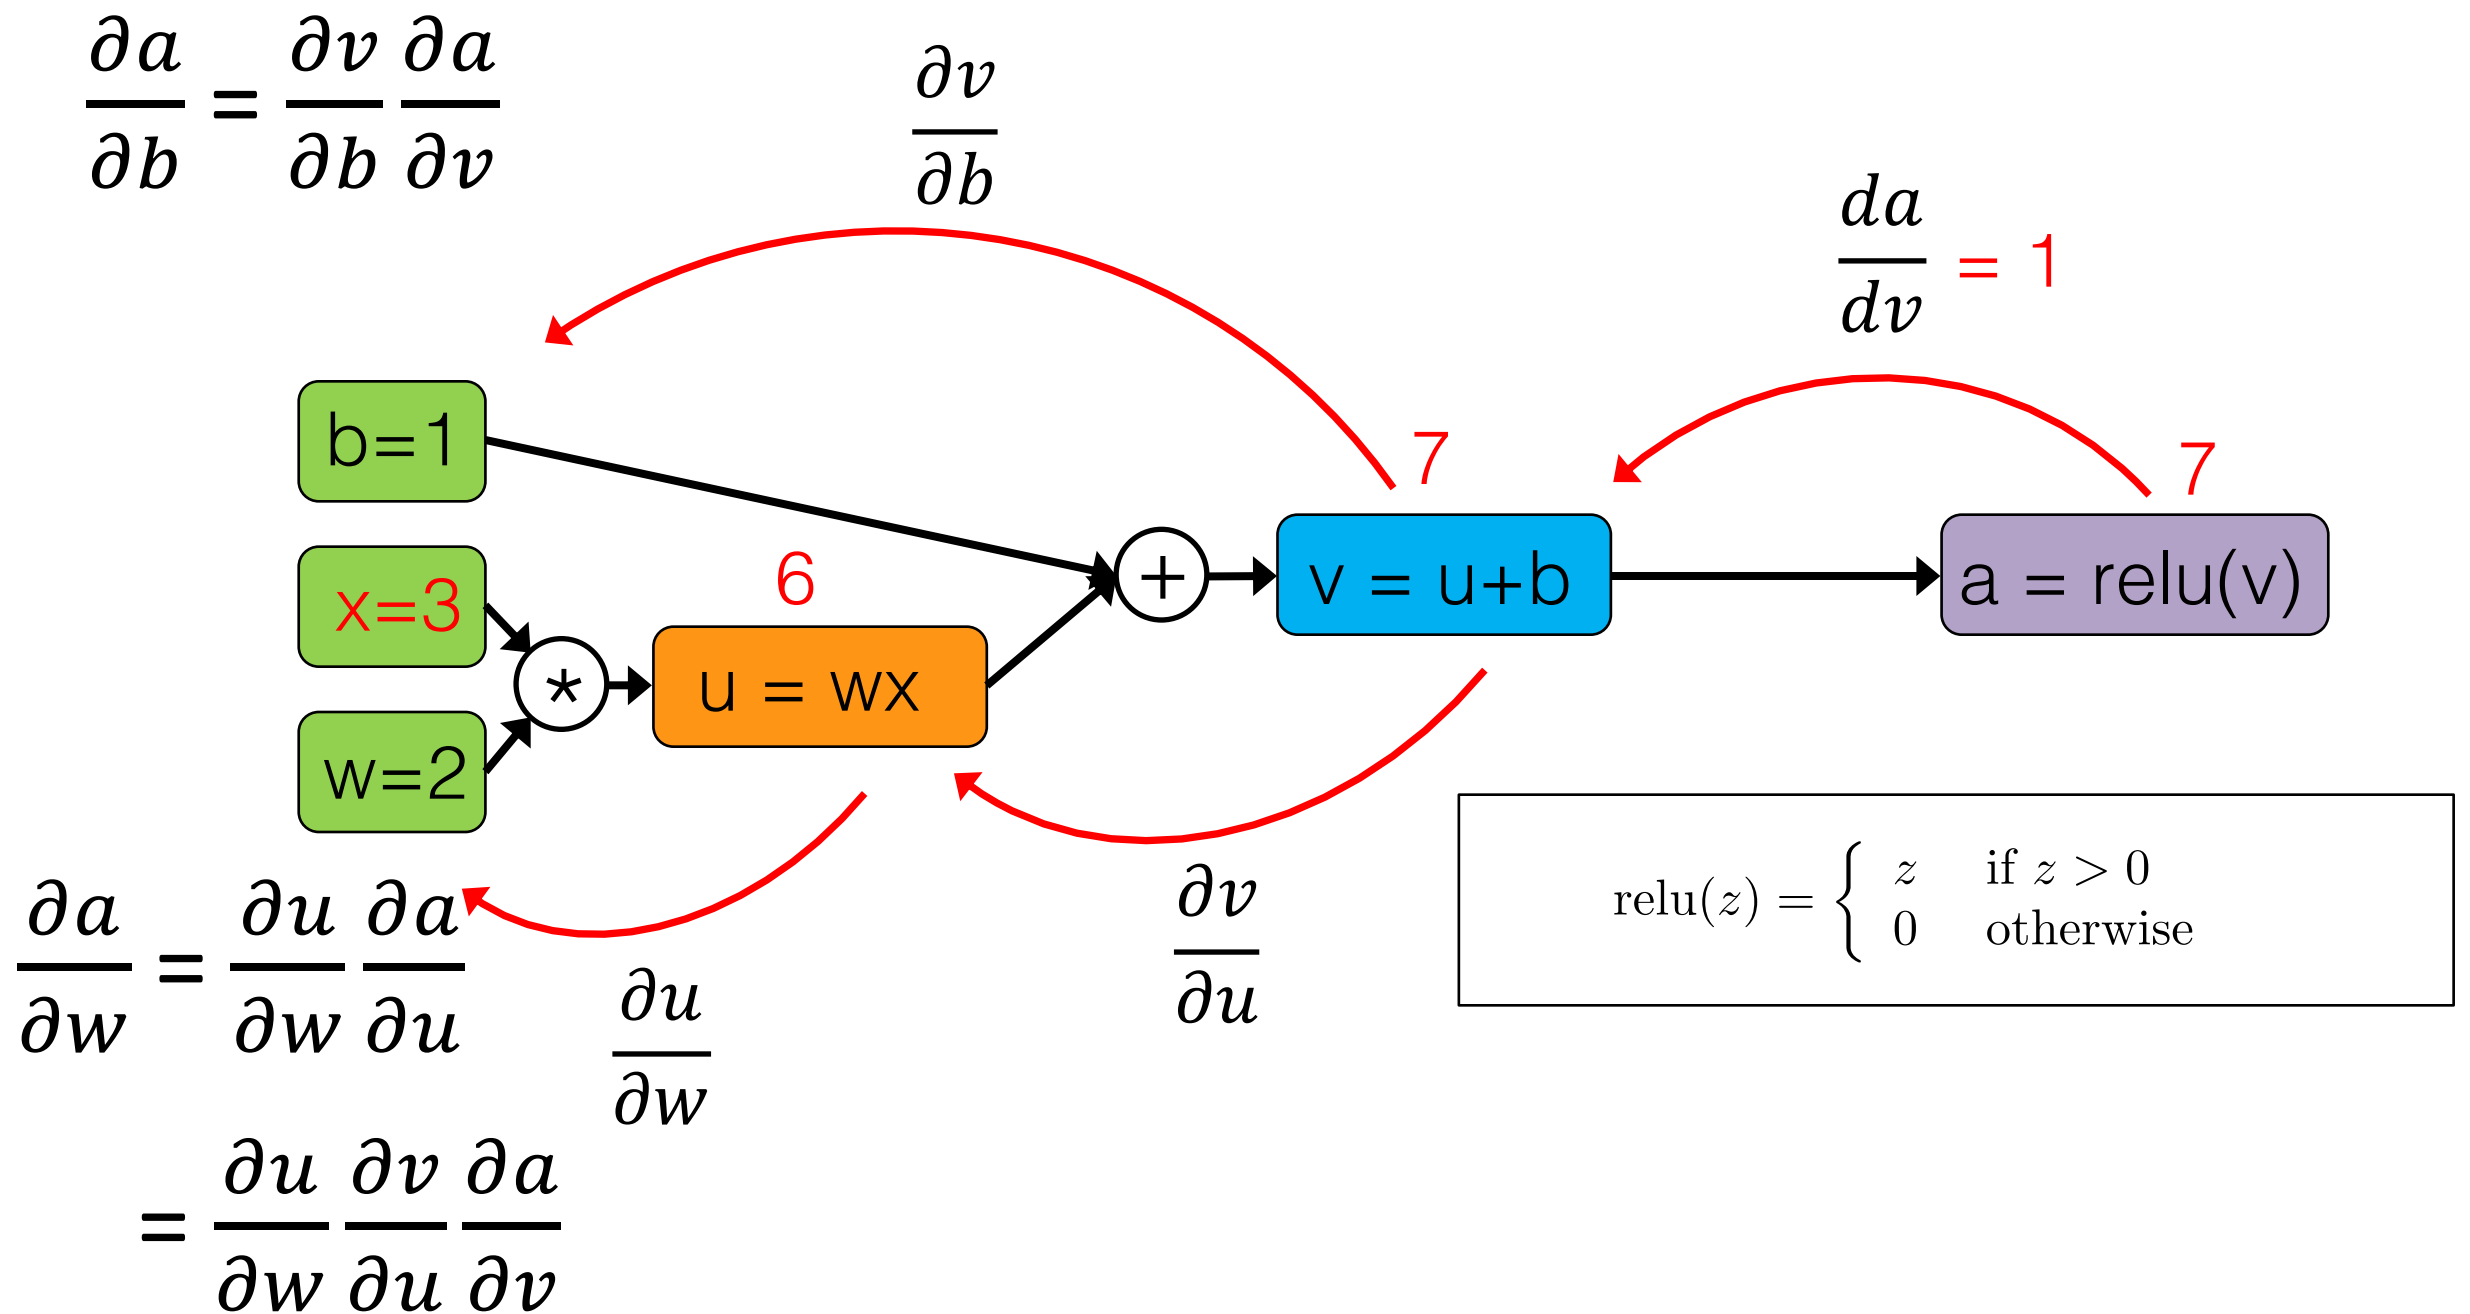 ∂a/∂b = ∂v/∂b ∂a/∂v
∂v/∂b
da/dv = 1
b=1
7
7
x=3
6
+
v = u+b
a = relu(v)
*
u = wx
w=2
relu(z) = { z if z > 0
0 otherwise
∂a/∂w = ∂u/∂w ∂a/∂u
∂u/∂w
∂v/∂u
= ∂u/∂w ∂v/∂u ∂a/∂v